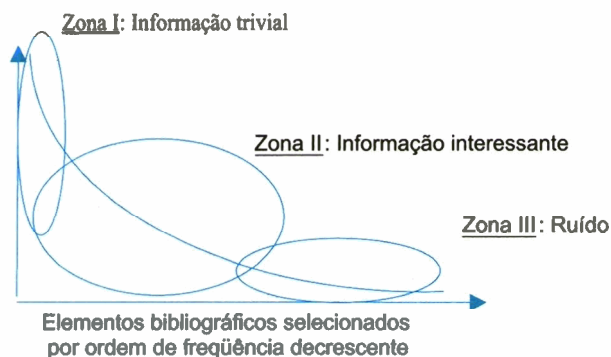 Zona I: Informação trivial
Zona II: Informação interessante
Zona III: Ruído
Elementos bibliográficos selecionados
por ordem de freqüência decrescente